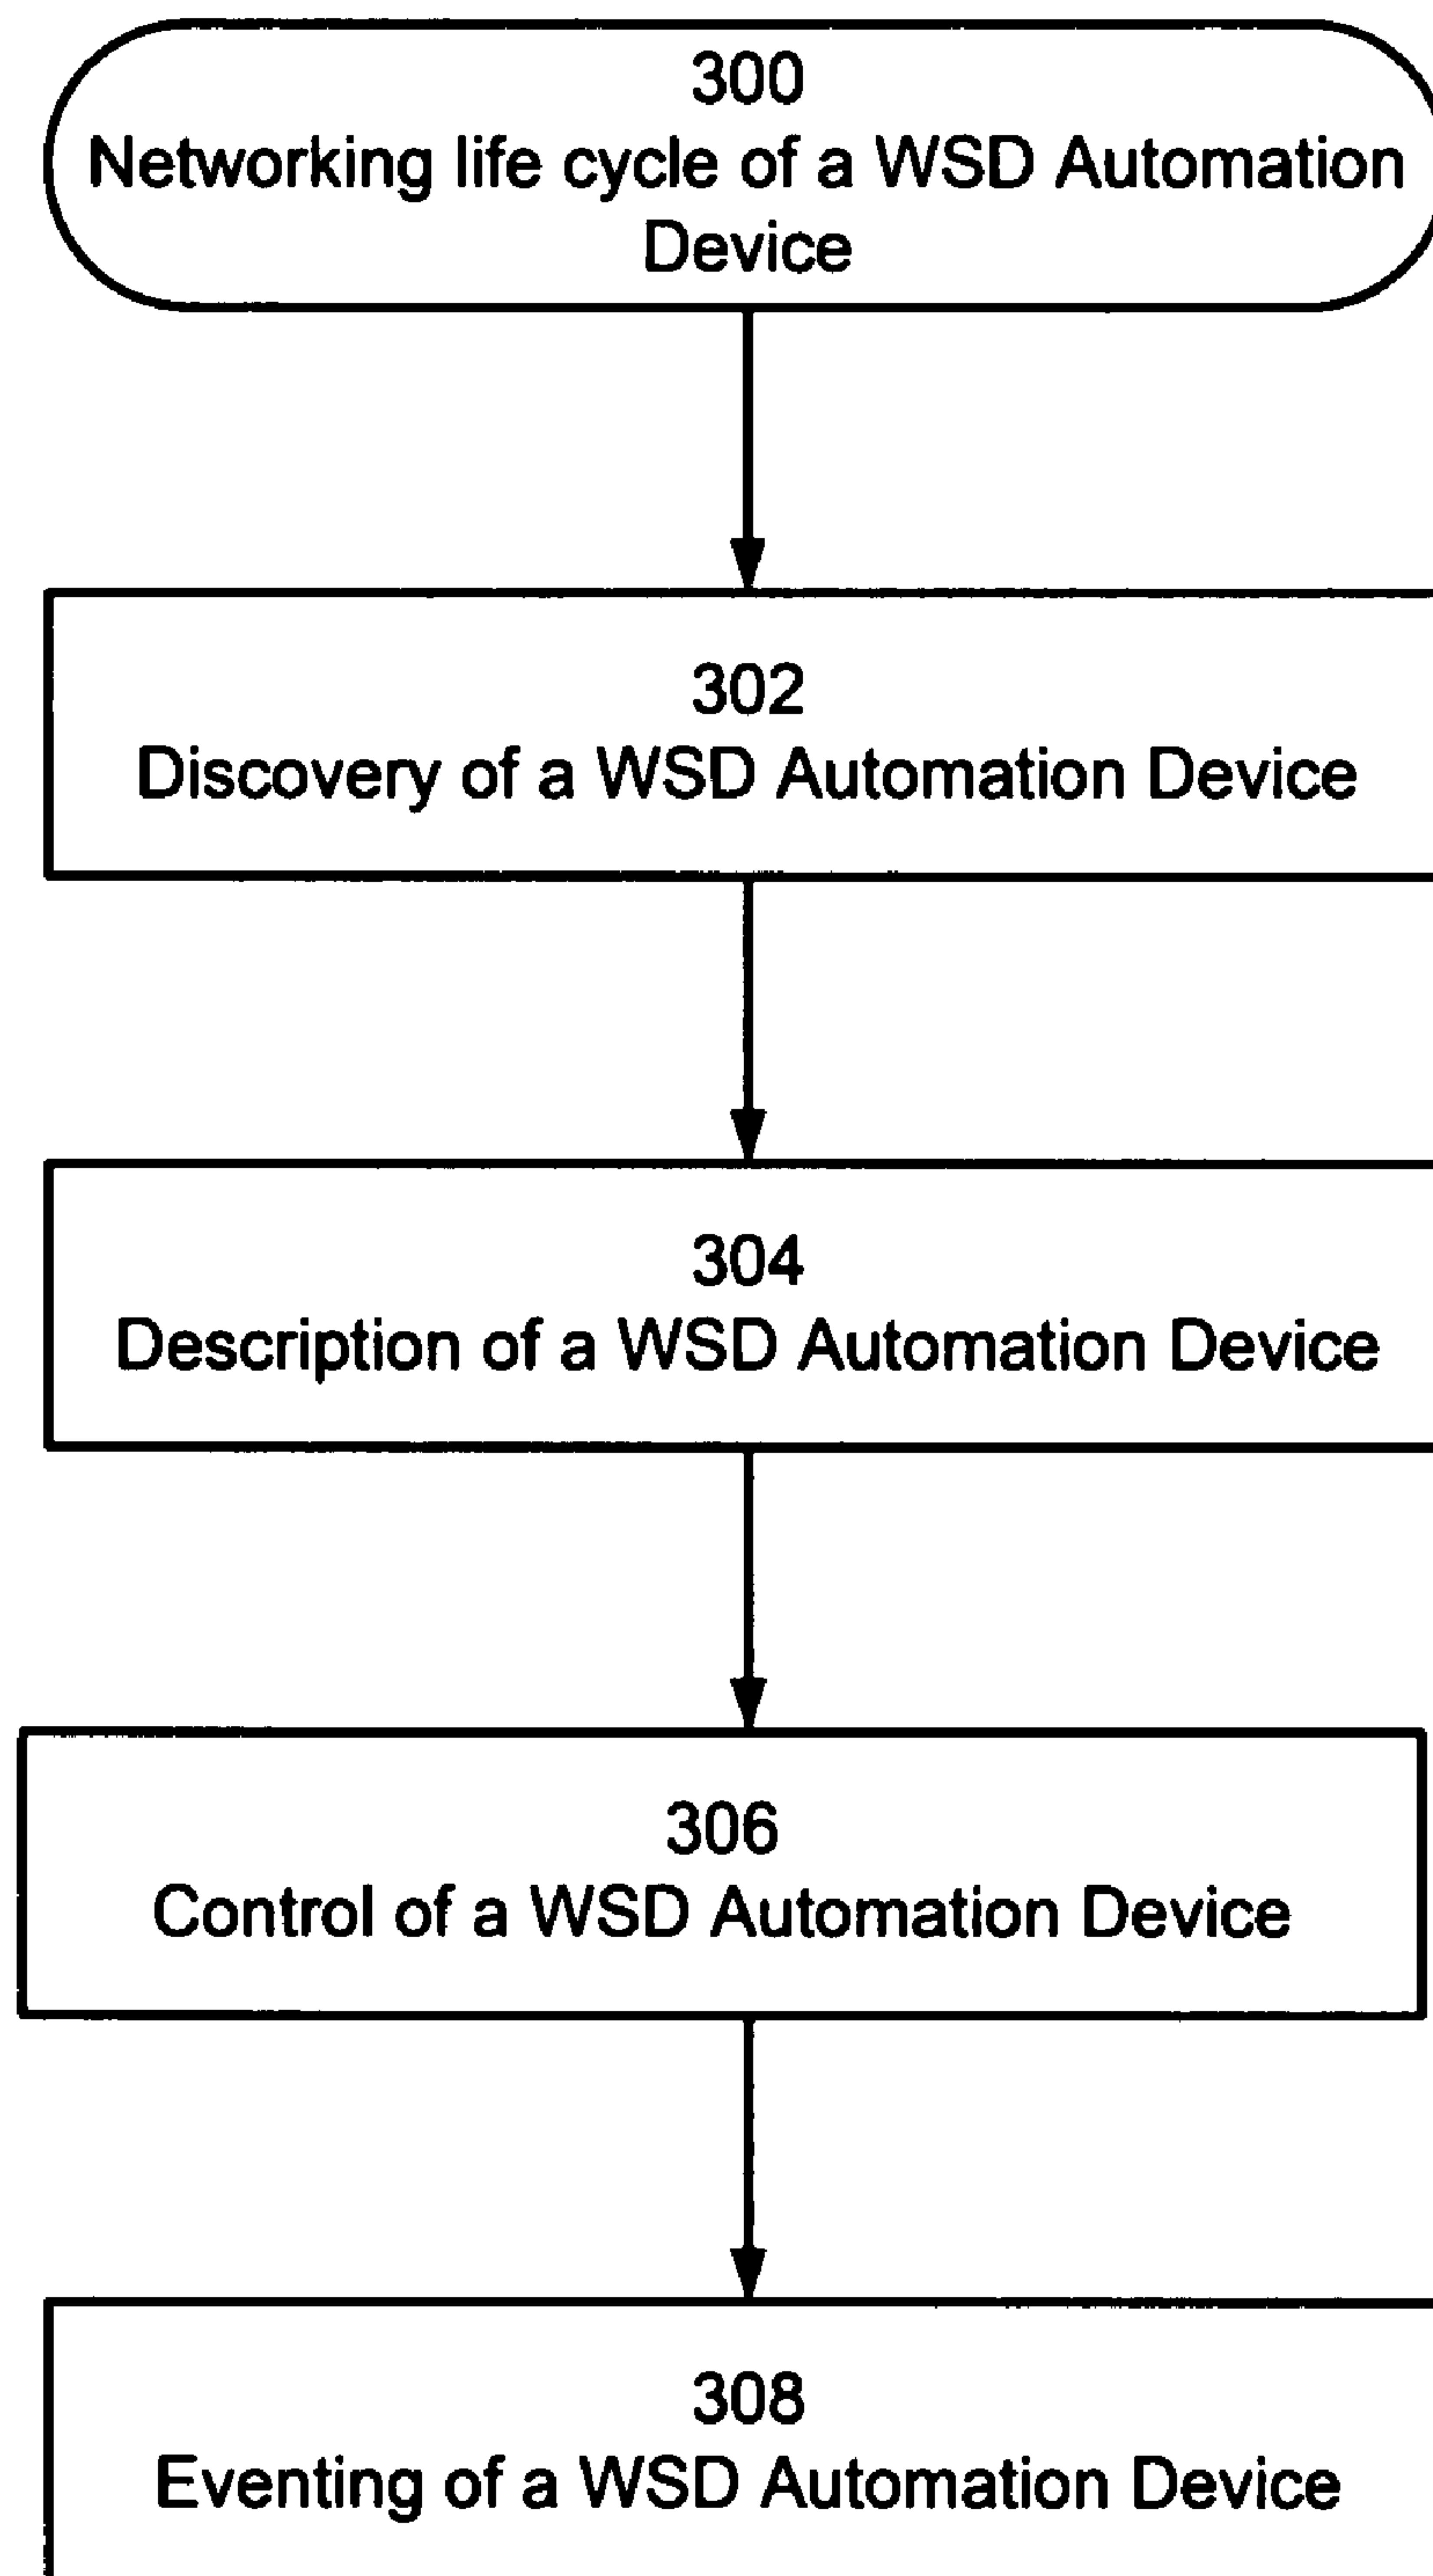 300
Networking life cycle of a WSD Automation
Device
302
Discovery of a WSD Automation Device
304
Description of a WSD Automation Device
306
Control of a WSD Automation Device
308
Eventing of a WSD Automation Device